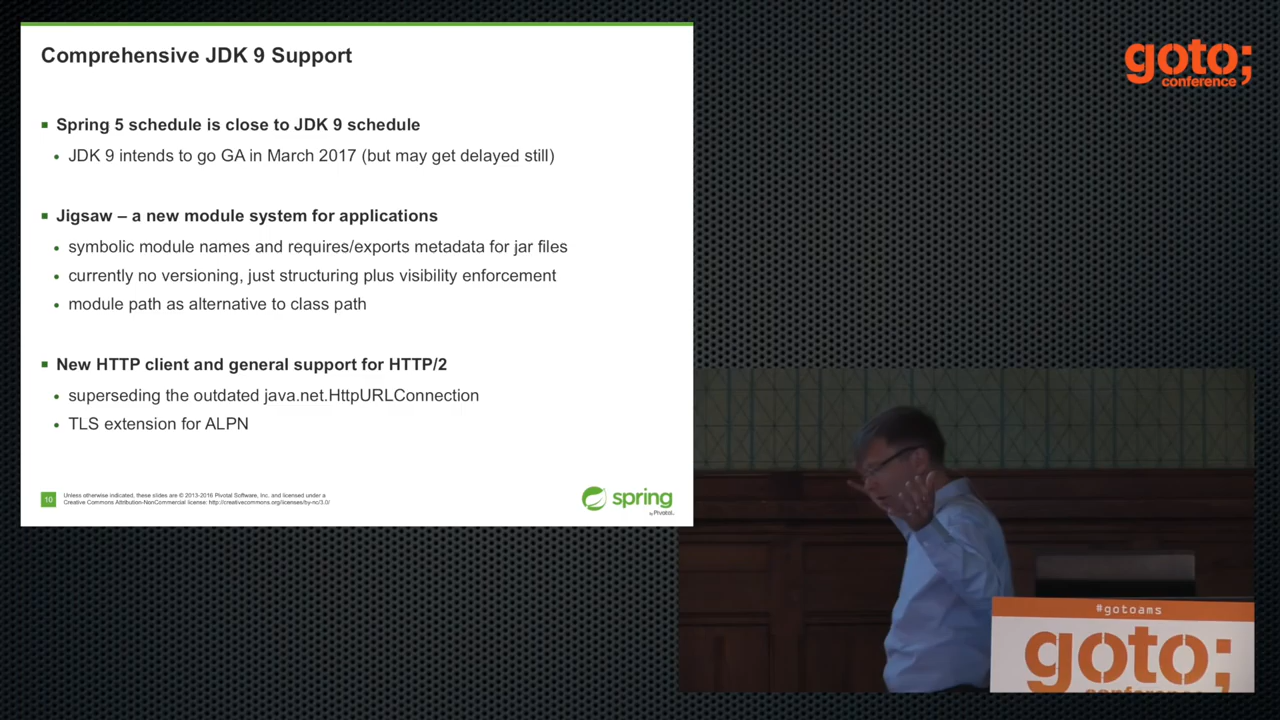 Comprehensive JDK 9 Support
Spring 5 schedule is close to JDK 9 schedule
JDK 9 intends to go GA in March 2017 (but may get delayed still)
Jigsaw – a new module system for applications
symbolic module names and requires/exports metadata for jar files
currently no versioning, just structuring plus visibility enforcement
module path as alternative to class path
New HTTP client and general support for HTTP/2
superseding the outdated java.net.HttpURLConnection
TLS extension for ALPN
10
Unless otherwise indicated, these slides are © 2013-2016 Pivotal Software, Inc. and licensed under a
Creative Commons Attribution-NonCommercial license: http://creativecommons.org/licenses/by-nc/3.0/
spring
by Pivotal.
goto;
conference
#gotoams
goto;
conference